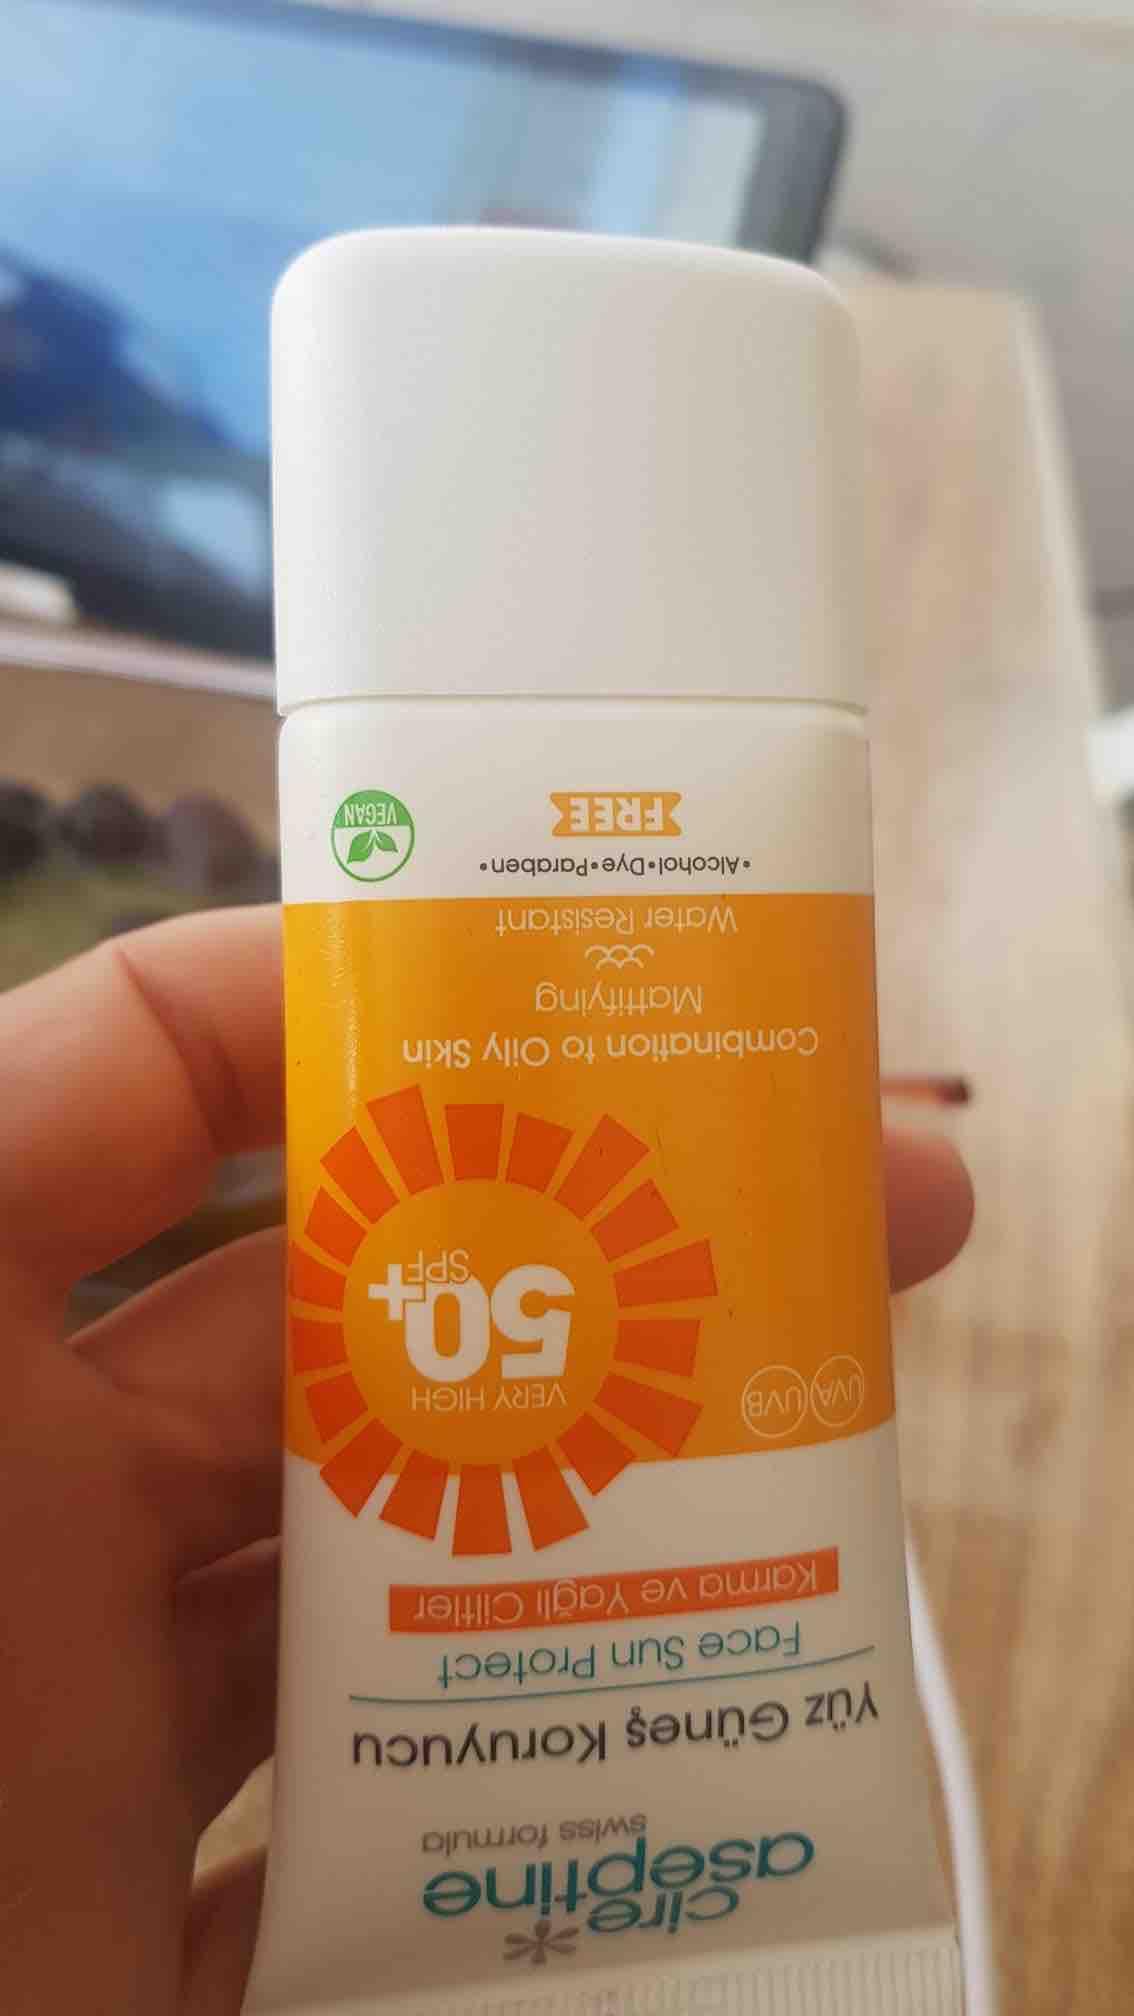 cire
aseptine
swiss formula
Yüz Güneş Koruyucu
Face Sun Protect
Karma ve Yağlı Ciltler
UVA UVB
VERY HIGH
50+
SPF
Combination to Oily Skin
Mattifying
Water Resistant
•Alcohol•Dye•Paraben•
FREE
VEGAN